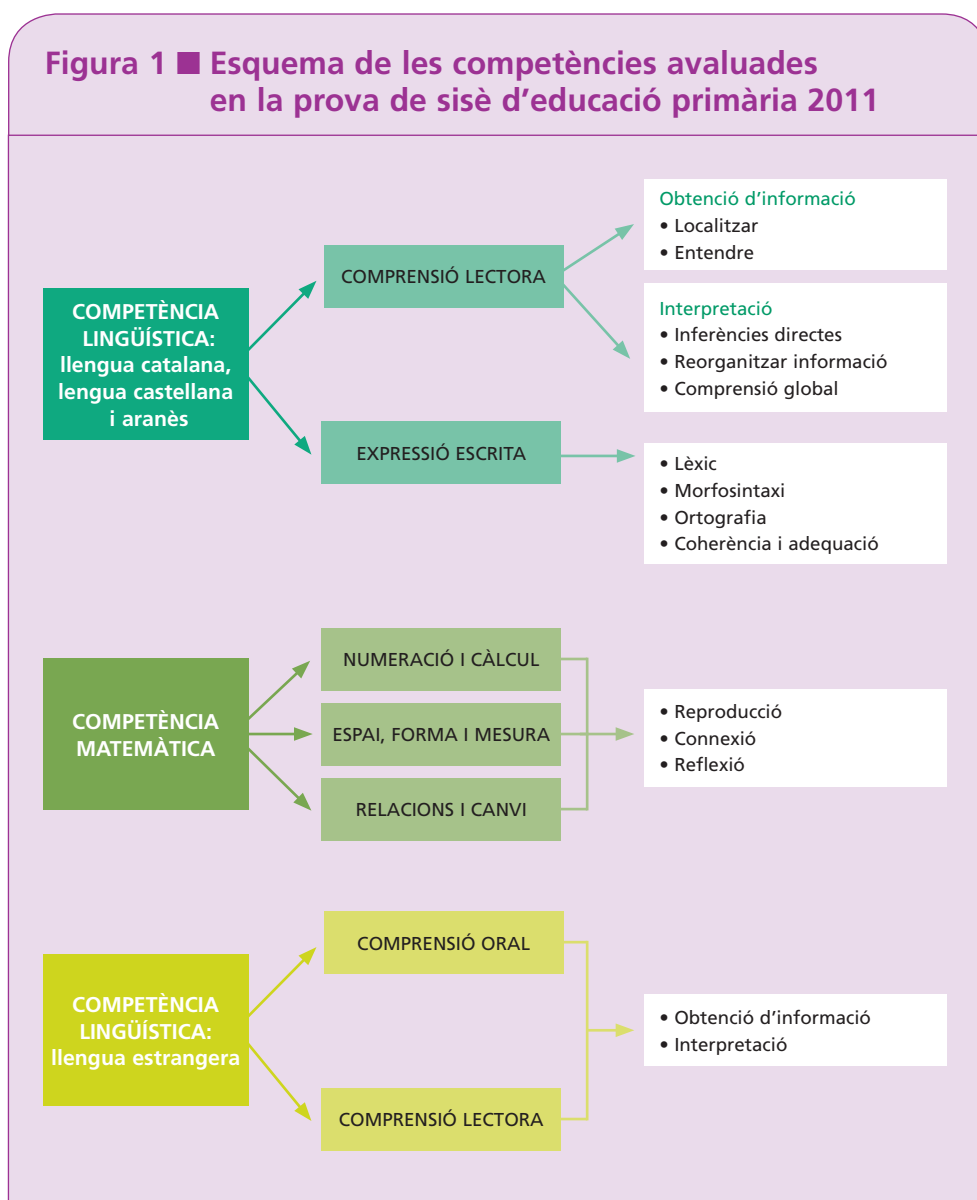 Figura 1 ■ Esquema de les competències avaluades
en la prova de sisè d'educació primària 2011
COMPETÈNCIA
LINGÜÍSTICA:
llengua catalana,
lengua castellana
i aranès
COMPRENSIÓ LECTORA
Obtenció d'informació
• Localitzar
• Entendre
Interpretació
• Inferències directes
• Reorganitzar informació
• Comprensió global
EXPRESSIÓ ESCRITA
• Lèxic
• Morfosintaxi
• Ortografia
• Coherència i adequació
COMPETÈNCIA
MATEMÀTICA
NUMERACIÓ I CÀLCUL
ESPAI, FORMA I MESURA
RELACIONS I CANVI
• Reproducció
• Connexió
• Reflexió
COMPETÈNCIA
LINGÜÍSTICA:
llengua estrangera
COMPRENSIÓ ORAL
COMPRENSIÓ LECTORA
• Obtenció d'informació
• Interpretació